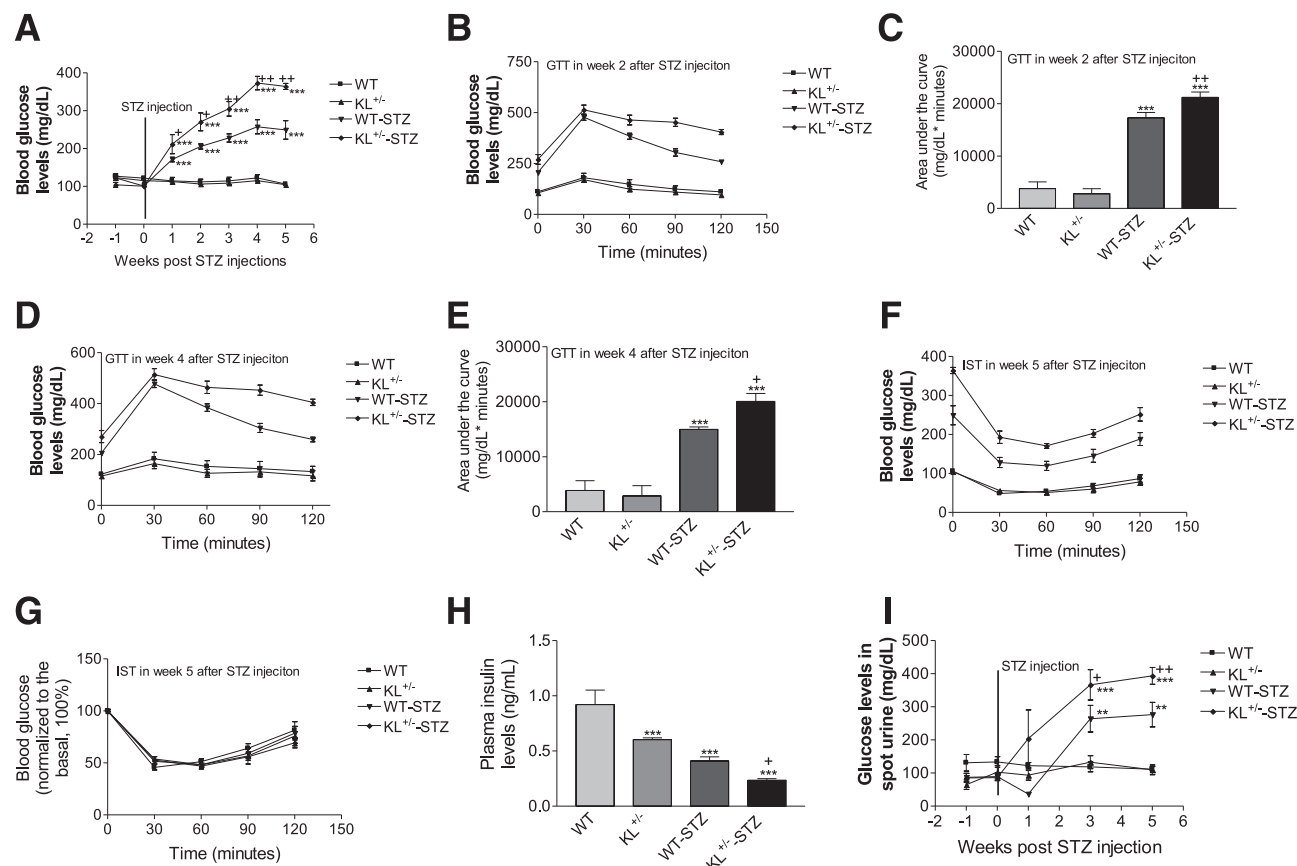 A
Blood glucose
levels (mg/dL)
400
300
200
100
0
-2 -1 0 1 2 3 4 5 6
Weeks post STZ injections
STZ injection
+ + ++ ++ ++
*** *** *** *** ***
*** *** *** *** ***
WT
KL+/-
WT-STZ
KL+/-STZ
B
GTT in week 2 after STZ injeciton
Blood glucose
levels (mg/dL)
750
500
250
0
0 30 60 90 120 150
Time (minutes)
WT
KL+/-
WT-STZ
KL+/-STZ
C
GTT in week 2 after STZ injeciton
Area under the curve
(mg/dL* minutes)
30000
20000
10000
0
***
++
***
WT
KL+/-
WT-STZ
KL+/-STZ
D
GTT in week 4 after STZ injeciton
Blood glucose
levels (mg/dL)
600
400
200
0
0 30 60 90 120
Time (minutes)
WT
KL+/-
WT-STZ
KL+/-STZ
E
GTT in week 4 after STZ injeciton
Area under the curve
(mg/dL* minutes)
30000
20000
10000
0
***
+
***
WT
KL+/-
WT-STZ
KL+/-STZ
F
IST in week 5 after STZ injeciton
Blood glucose
levels (mg/dL)
400
300
200
100
0
0 30 60 90 120 150
Time (minutes)
WT
KL+/-
WT-STZ
KL+/-STZ
G
IST in week 5 after STZ injeciton
Blood glucose
(normalized to the
basal, 100%)
150
100
50
0
0 30 60 90 120 150
Time (minutes)
WT
KL+/-
WT-STZ
KL+/-STZ
H
Plasma insulin
levels (ng/mL)
1.5
1.0
0.5
0.0
***
***
+
***
WT
KL+/-
WT-STZ
KL+/-STZ
I
Glucose levels in
spot urine (mg/dL)
500
400
300
200
100
0
-2 -1 0 1 2 3 4 5 6
Weeks post STZ injection
STZ injection
+
***
++
***
**
**
WT
KL+/-
WT-STZ
KL+/-STZ